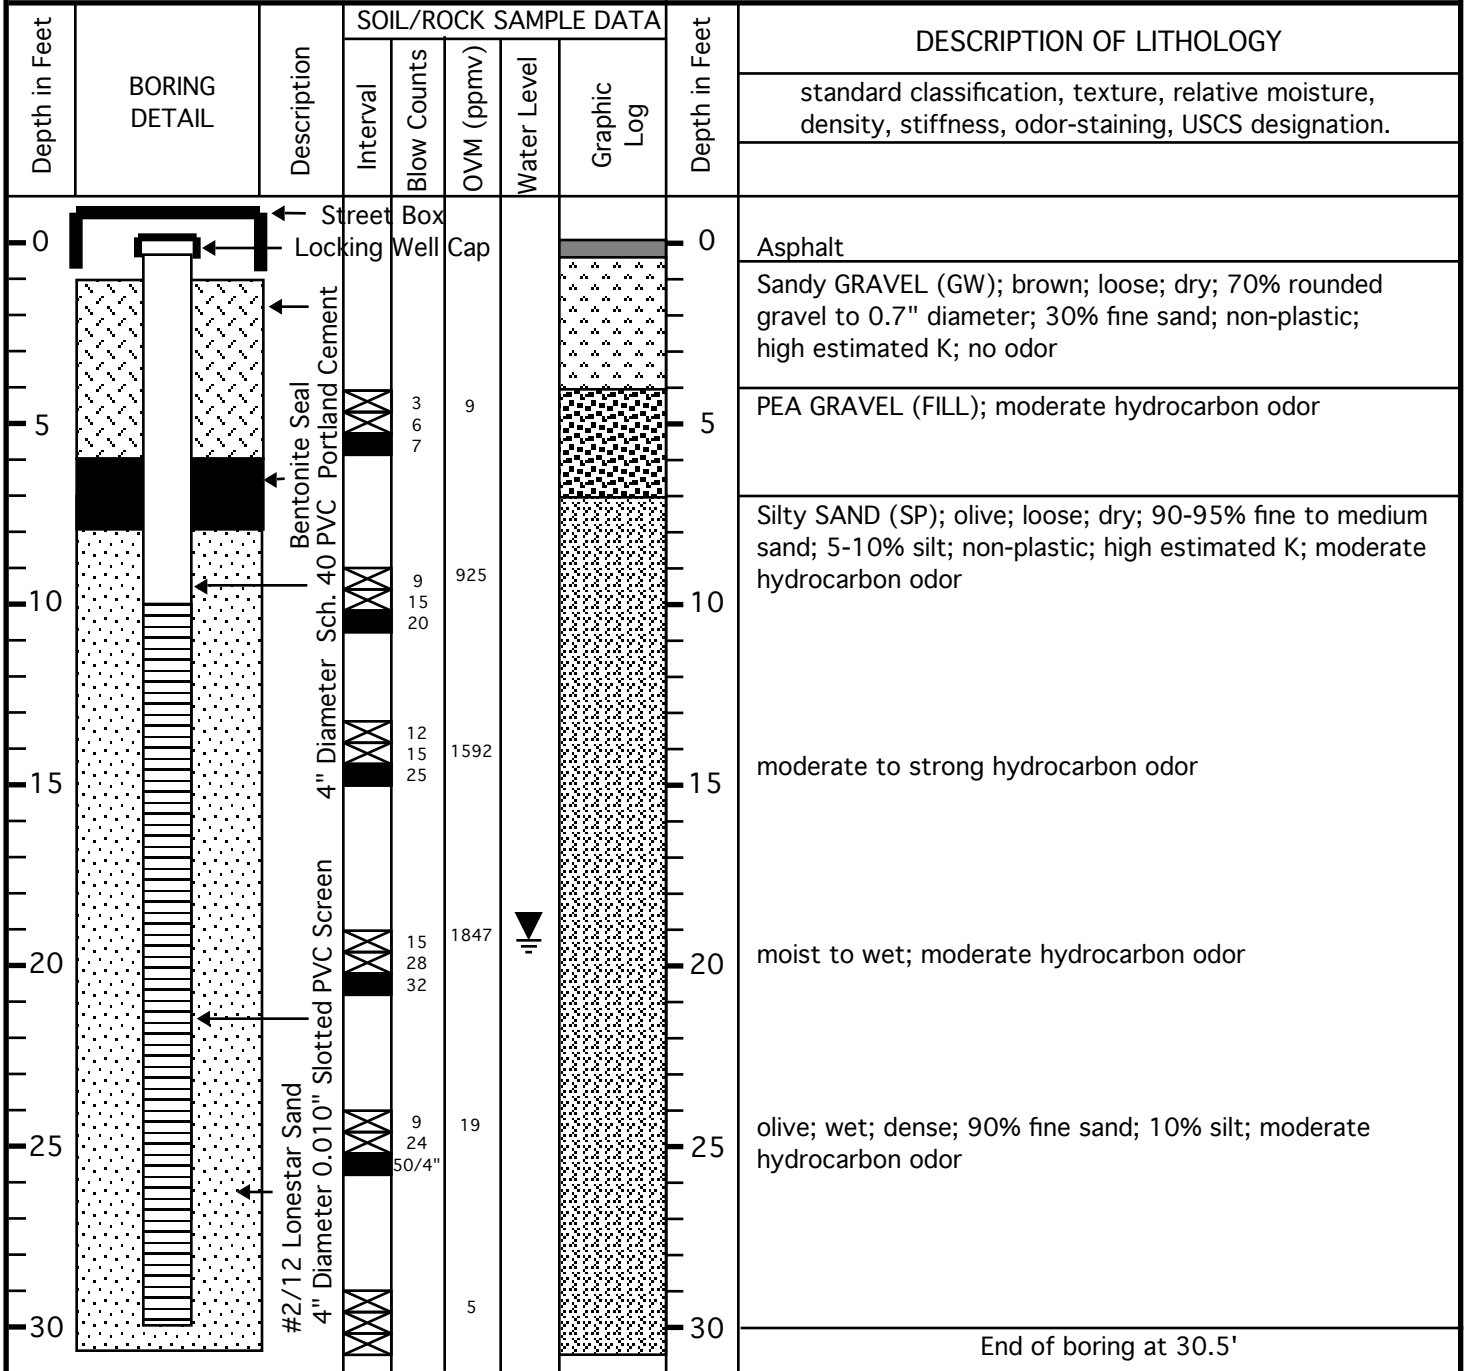 SOIL/ROCK SAMPLE DATA
Depth in Feet
BORING
DETAIL
Description
Interval
Blow Counts
OVM (ppmv)
Water Level
Graphic
Log
Depth in Feet
DESCRIPTION OF LITHOLOGY
standard classification, texture, relative moisture,
density, stiffness, odor-staining, USCS designation.
Street Box
Locking Well Cap
Portland Cement
Bentonite Seal
4" Diameter Sch. 40 PVC
4" Diameter 0.010" Slotted PVC Screen
#2/12 Lonestar Sand
0
5
10
15
20
25
30
3
6
7
9
9
15
20
925
12
15
25
1592
15
28
32
1847
9
24
50/4"
19
5
0
5
10
15
20
25
30
Asphalt
Sandy GRAVEL (GW); brown; loose; dry; 70% rounded
gravel to 0.7" diameter; 30% fine sand; non-plastic;
high estimated K; no odor
PEA GRAVEL (FILL); moderate hydrocarbon odor
Silty SAND (SP); olive; loose; dry; 90-95% fine to medium
sand; 5-10% silt; non-plastic; high estimated K; moderate
hydrocarbon odor
moderate to strong hydrocarbon odor
moist to wet; moderate hydrocarbon odor
olive; wet; dense; 90% fine sand; 10% silt; moderate
hydrocarbon odor
End of boring at 30.5'